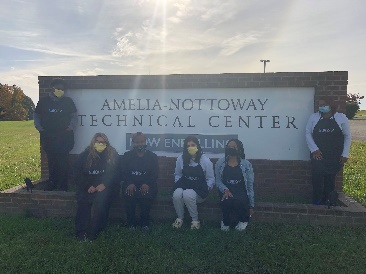 AMELIA-NOTTOWAY
TECHNICAL CENTER
NOW ENROLLING